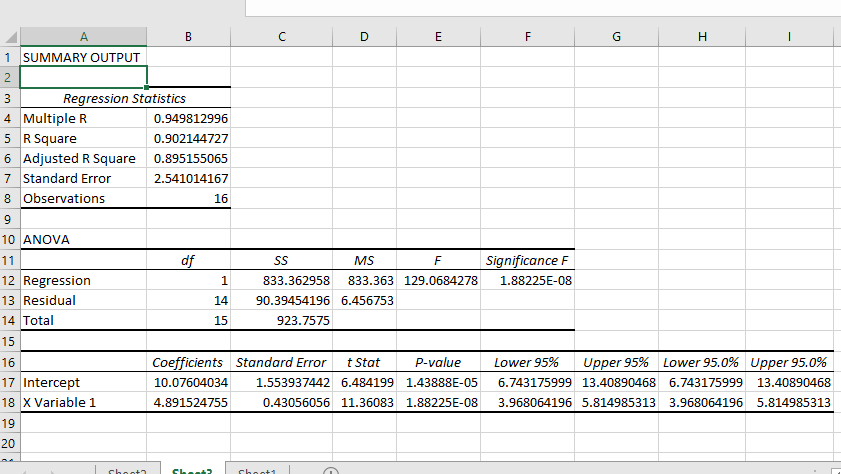 A B C D E F G H I
1 SUMMARY OUTPUT
2
3 Regression Statistics
4 Multiple R 0.949812996
5 R Square 0.902144727
6 Adjusted R Square 0.895155065
7 Standard Error 2.541014167
8 Observations 16
9
10 ANOVA
11 df SS MS F Significance F
12 Regression 1 833.362958 833.363 129.0684278 1.88225E-08
13 Residual 14 90.39454196 6.456753
14 Total 15 923.7575
15
16 Coefficients Standard Error t Stat P-value Lower 95% Upper 95% Lower 95.0% Upper 95.0%
17 Intercept 10.07604034 1.553937442 6.484199 1.43888E-05 6.743175999 13.40890468 6.743175999 13.40890468
18 X Variable 1 4.891524755 0.43056056 11.36083 1.88225E-08 3.968064196 5.814985313 3.968064196 5.814985313
19
20